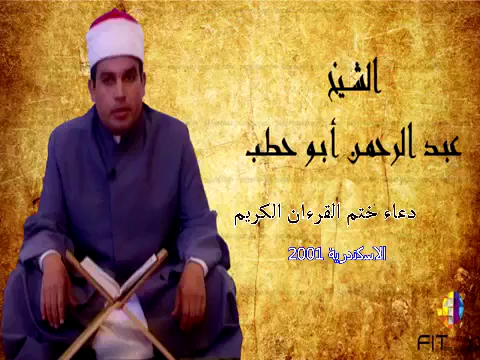 الشيخ
عبد الرحمن أبو حطب
دعاء ختم القرءان الكريم
الاسكندرية 2001
FIT